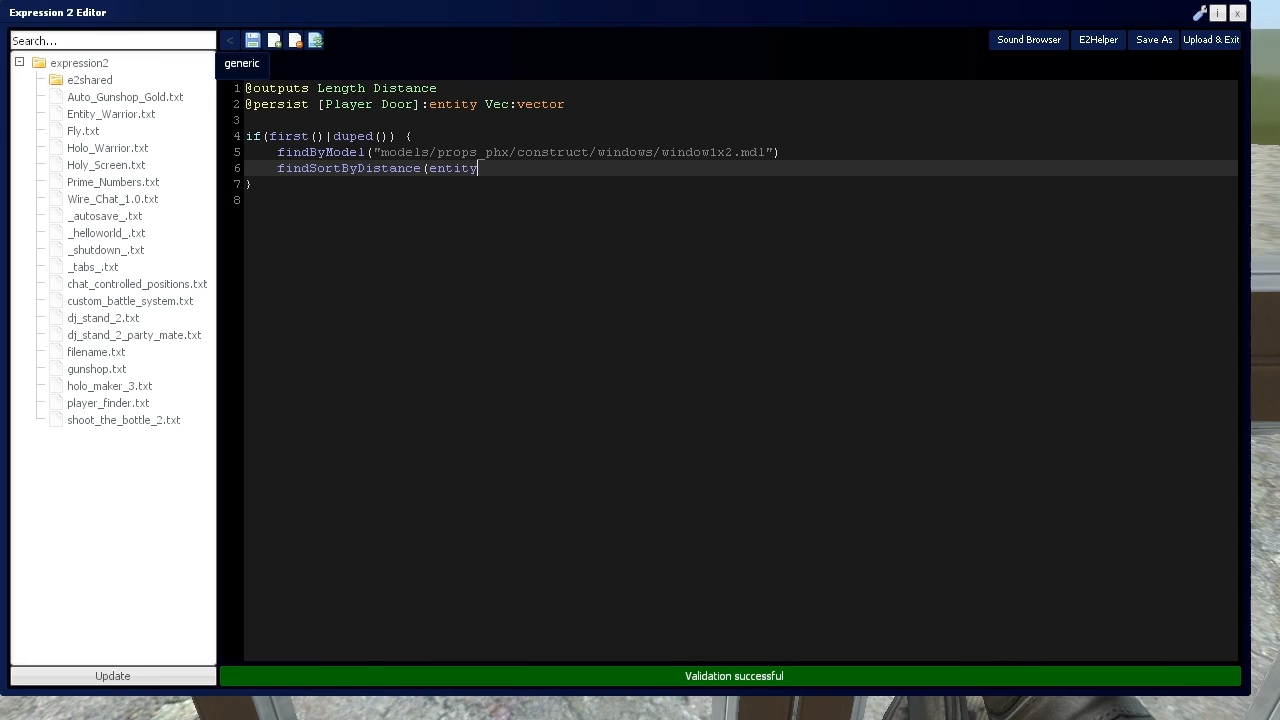 Expression 2 Editor
i
x
Search...
<
Sound Browser
E2Helper
Save As
Upload & Exit
generic
expression2
e2shared
Auto_Gunshop_Gold.txt
Entity_Warrior.txt
Fly.txt
Holo_Warrior.txt
Holy_Screen.txt
Prime_Numbers.txt
Wire_Chat_1.0.txt
_autosave_.txt
_helloworld_.txt
_shutdown_.txt
_tabs_.txt
chat_controlled_positions.txt
custom_battle_system.txt
dj_stand_2.txt
dj_stand_2_party_mate.txt
filename.txt
gunshop.txt
holo_maker_3.txt
player_finder.txt
shoot_the_bottle_2.txt
Update
1 @outputs Length Distance
2 @persist [Player Door]:entity Vec:vector
3
4 if(first()|duped()) {
5 findByModel("models/props_phx/construct/windows/window1x2.mdl")
6 findSortByDistance(entity
7 }
8
Validation successful